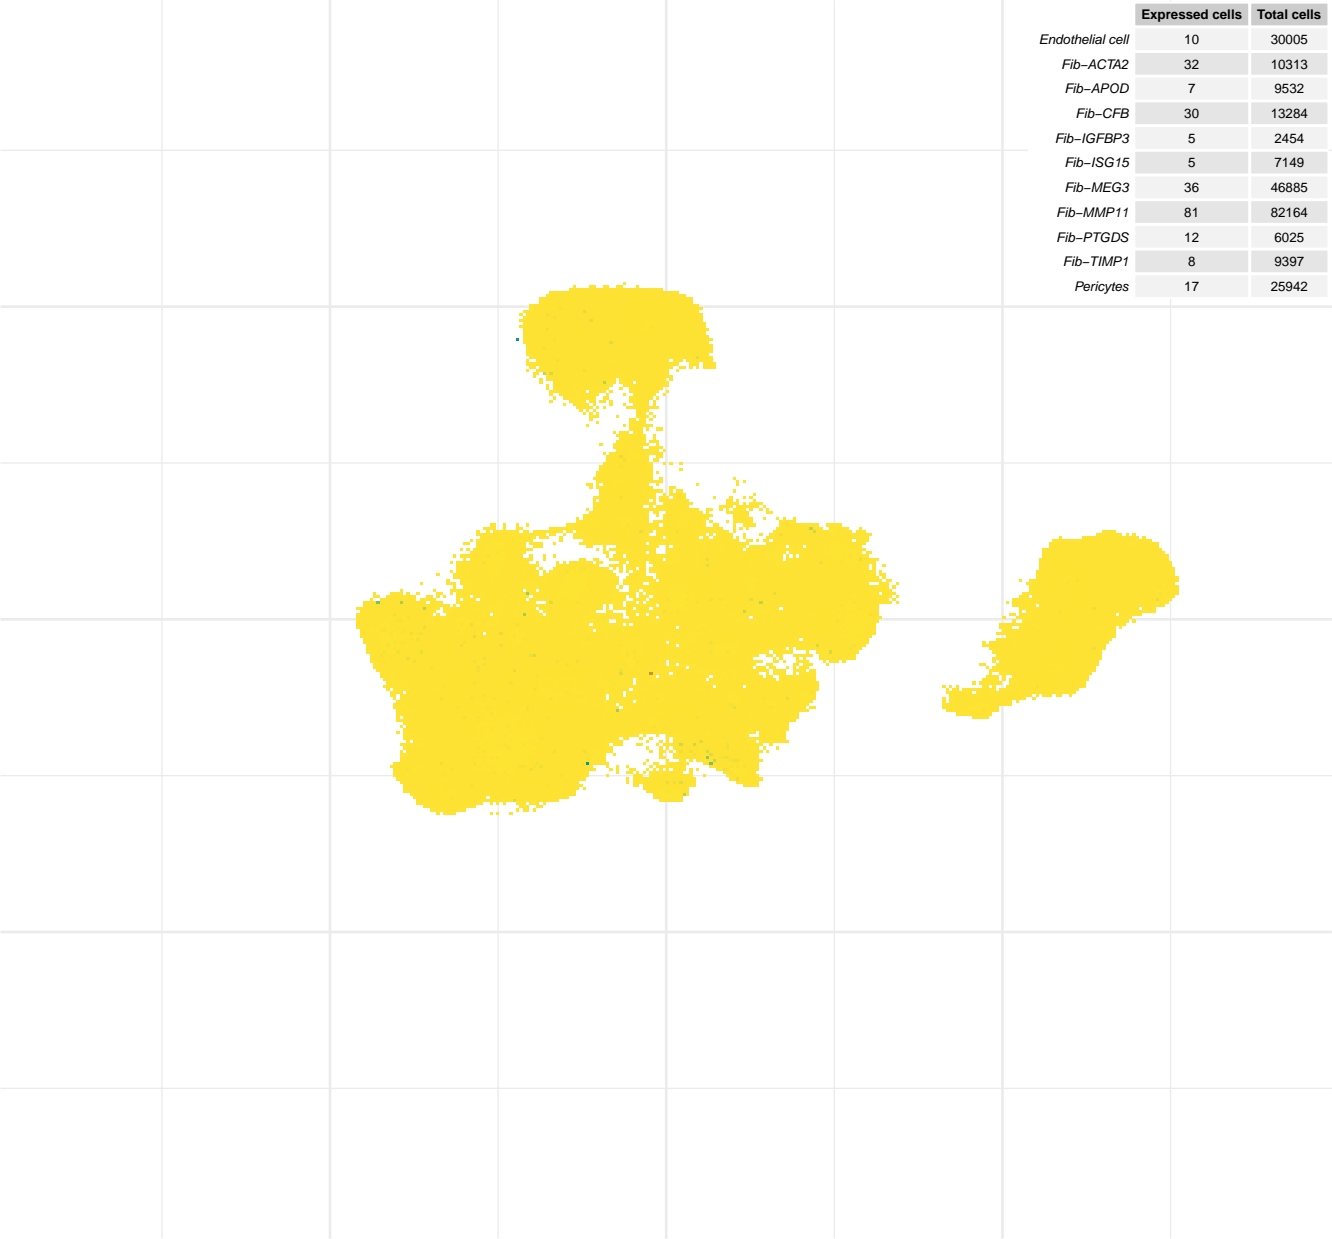 Expressed cells Total cells
Endothelial cell 10 30005
Fib−ACTA2 32 10313
Fib−APOD 7 9532
Fib−CFB 30 13284
Fib−IGFBP3 5 2454
Fib−ISG15 5 7149
Fib−MEG3 36 46885
Fib−MMP11 81 82164
Fib−PTGDS 12 6025
Fib−TIMP1 8 9397
Pericytes 17 25942